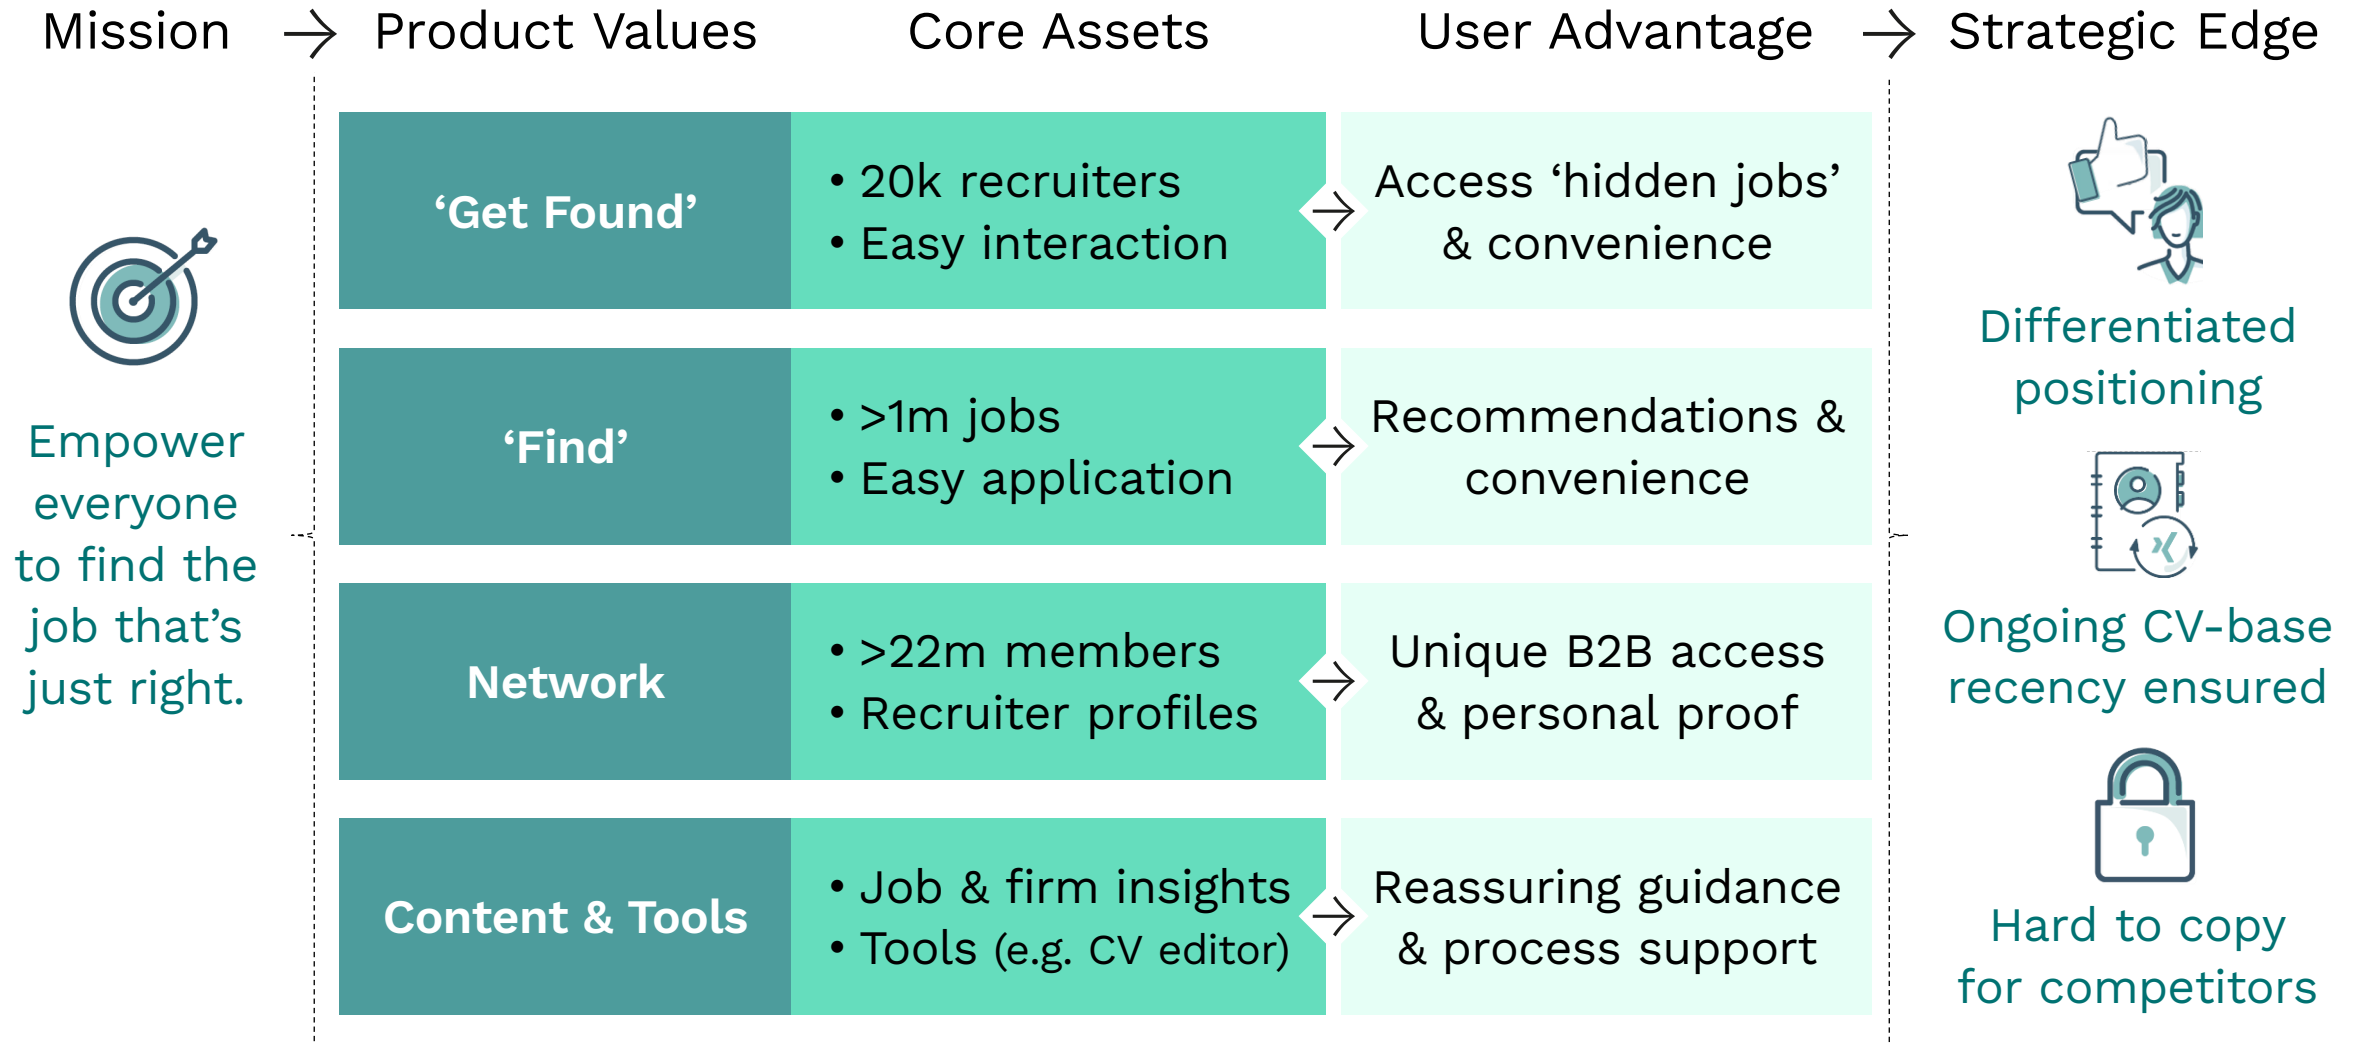 Mission → Product Values Core Assets User Advantage → Strategic Edge
Empower
everyone
to find the
job that’s
just right.
‘Get Found’
• 20k recruiters
• Easy interaction
→
Access ‘hidden jobs’
& convenience
‘Find’
• >1m jobs
• Easy application
→
Recommendations &
convenience
Network
• >22m members
• Recruiter profiles
→
Unique B2B access
& personal proof
Content & Tools
• Job & firm insights
• Tools (e.g. CV editor)
→
Reassuring guidance
& process support
Differentiated
positioning
Ongoing CV-base
recency ensured
Hard to copy
for competitors